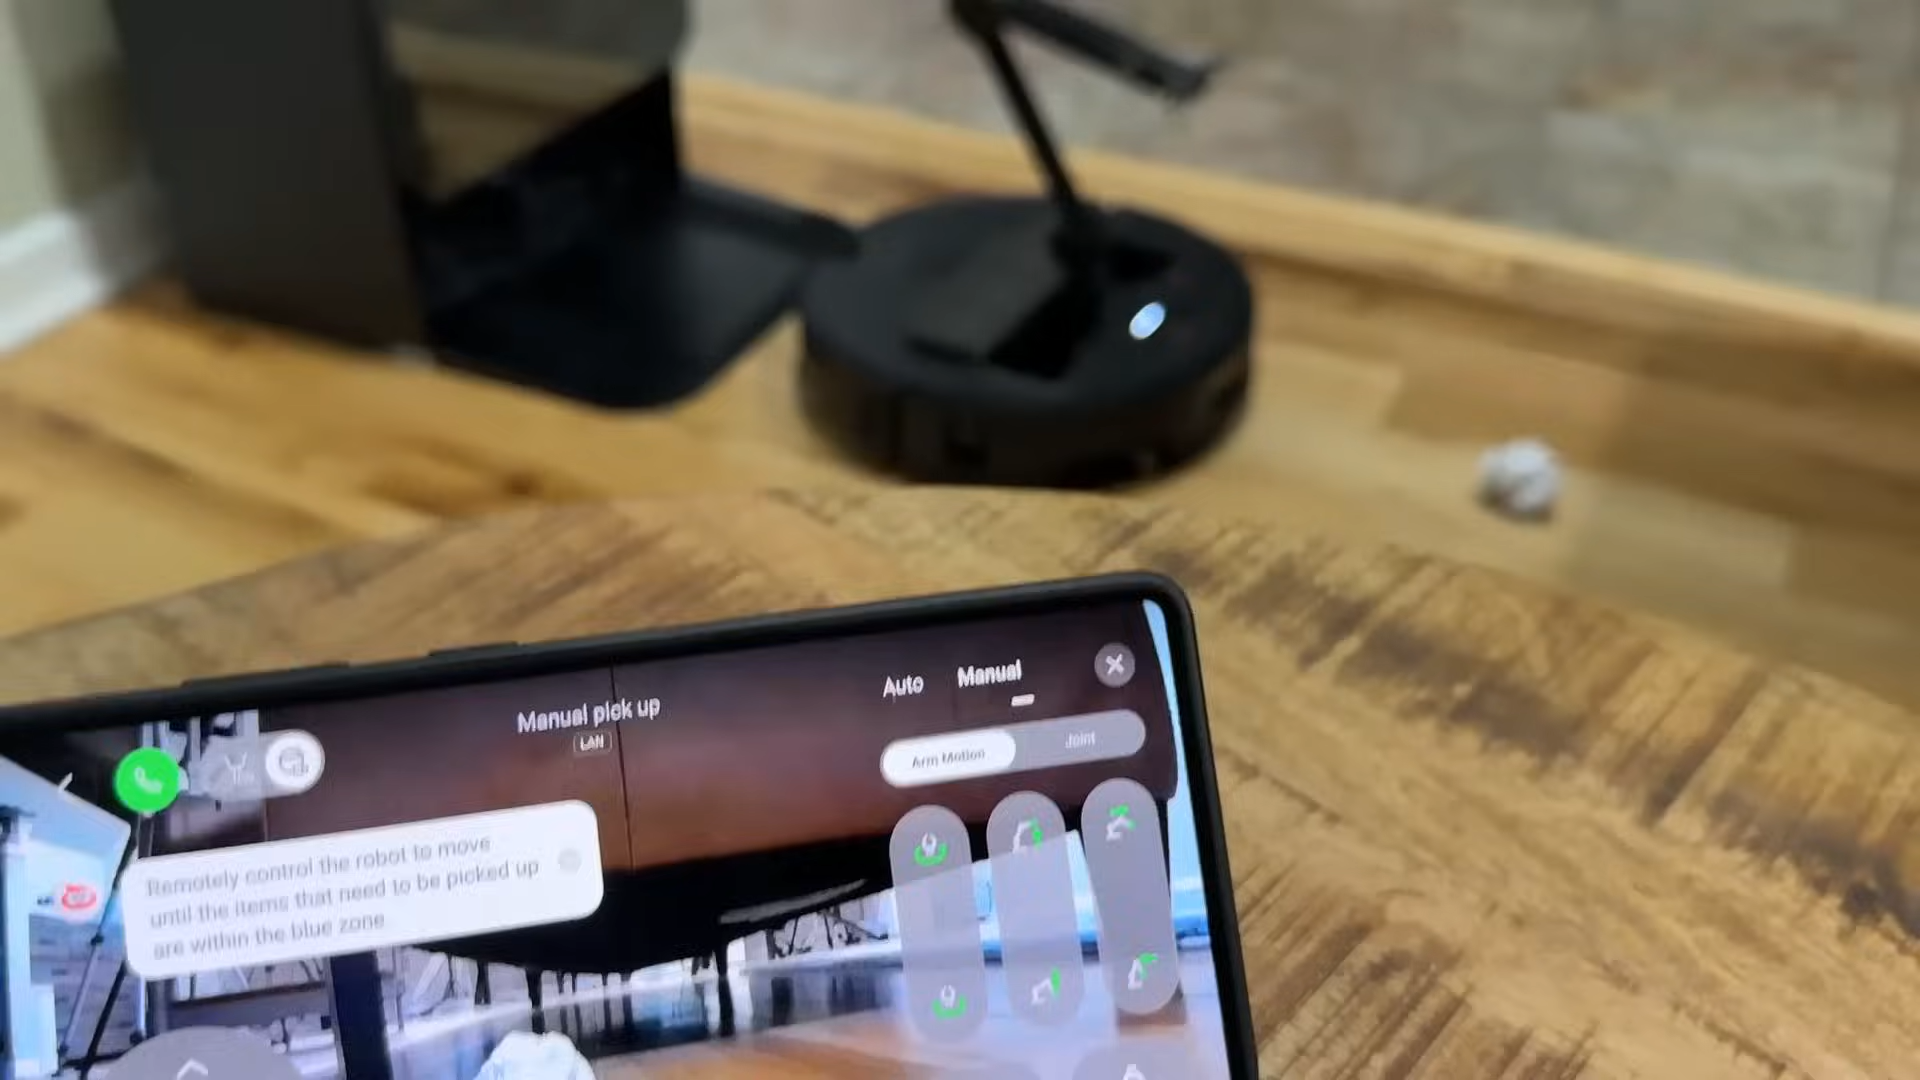 Auto Manual
Manual pick up
LAN
Arm Motion Joint
Remotely control the robot to move
until the items that need to be picked up
are within the blue zone